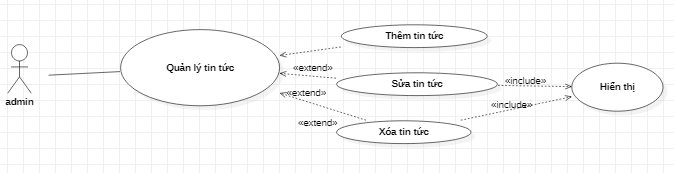 Thêm tin tức
Quản lý tin tức
«extend»
Sửa tin tức
«include»
Hiển thị
«extend»
admin
«include»
«extend»
Xóa tin tức